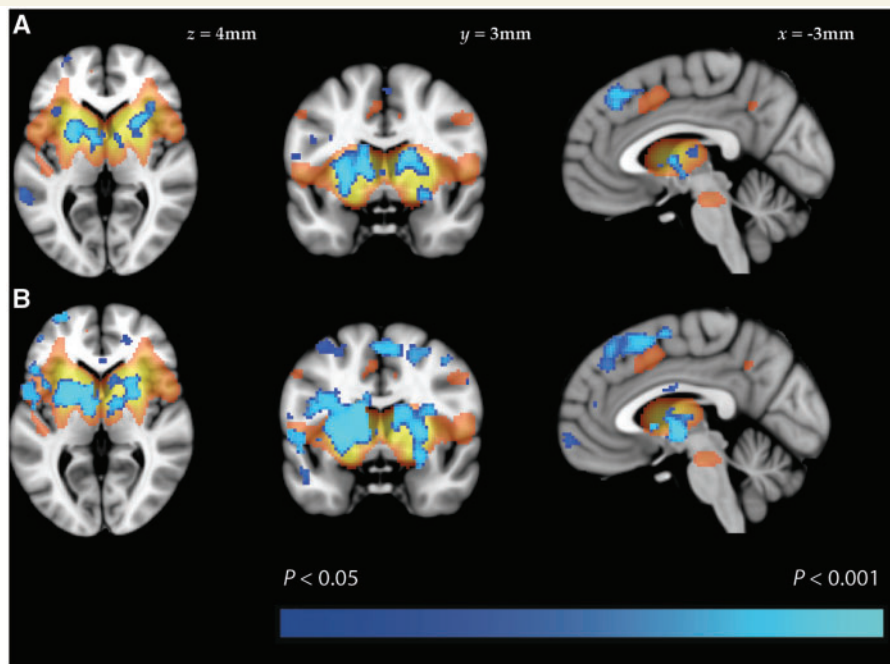 A
z = 4mm
y = 3mm
x = -3mm
B
P < 0.05
P < 0.001